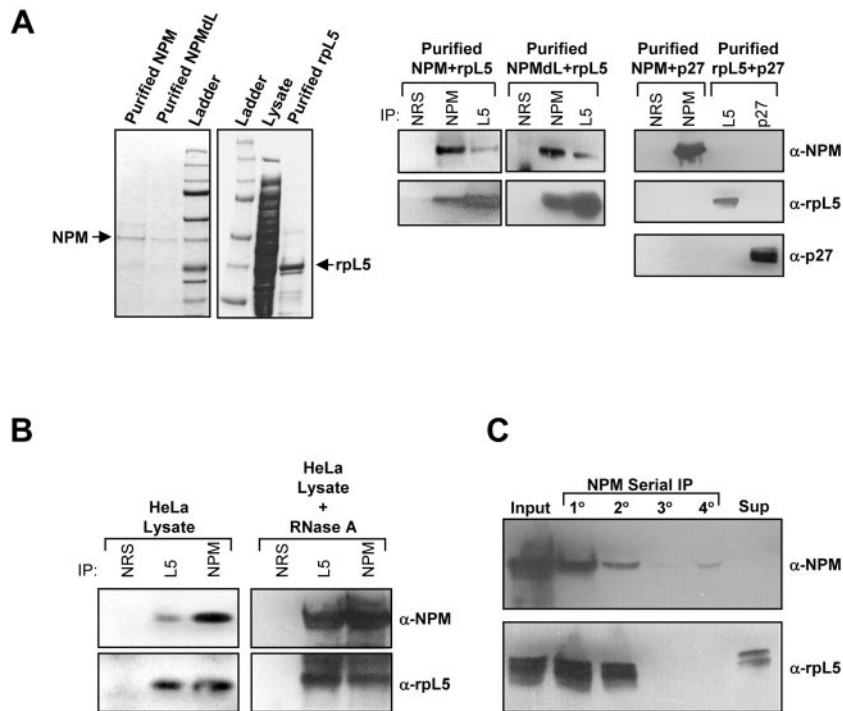 A
Purified NPM
Purified NPMdL
Ladder
Ladder
Lysate
Purified rpL5
NPM
rpL5
Purified NPM+rpL5
Purified NPMdL+rpL5
Purified NPM+p27
Purified rpL5+p27
IP: NRS NPM L5 NRS NPM L5 NRS NPM L5 p27
α-NPM
α-rpL5
α-p27
B
HeLa Lysate
HeLa Lysate + RNase A
IP: NRS L5 NPM NRS L5 NPM
α-NPM
α-rpL5
C
NPM Serial IP
Input 1° 2° 3° 4° Sup
α-NPM
α-rpL5